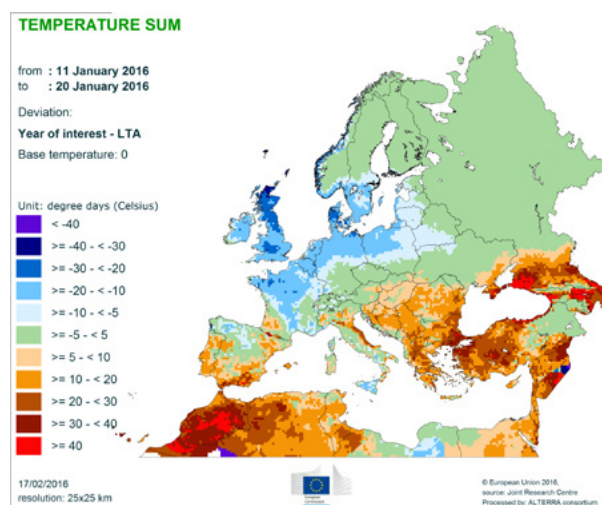 TEMPERATURE SUM
from : 11 January 2016
to : 20 January 2016
Deviation:
Year of interest - LTA
Base temperature: 0
Unit: degree days (Celsius)
< -40
>= -40 - < -30
>= -30 - < -20
>= -20 - < -10
>= -10 - < -5
>= -5 - < 5
>= 5 - < 10
>= 10 - < 20
>= 20 - < 30
>= 30 - < 40
>= 40
17/02/2016
resolution: 25x25 km
© European Union 2016,
source: Joint Research Centre
Processed by: ALTERRA consortium